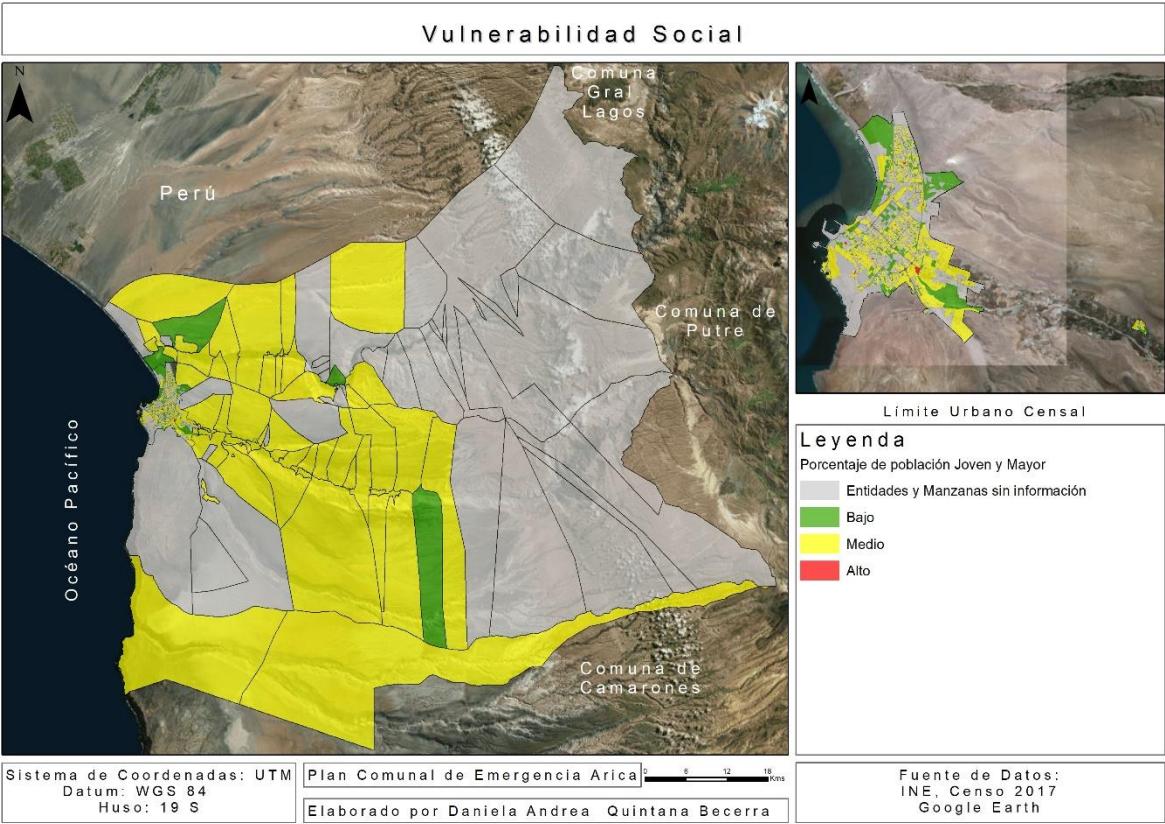 Vulnerabilidad Social
N
Comuna
Gral
Lagos
Perú
Comuna de
Putre
Océano Pacífico
Comuna de
Camarones
Límite Urbano Censal
Leyenda
Porcentaje de población Joven y Mayor
Entidades y Manzanas sin información
Bajo
Medio
Alto
Sistema de Coordenadas: UTM
Datum: WGS 84
Huso: 19 S
Plan Comunal de Emergencia Arica
0 6 12 18
Kms
Elaborado por Daniela Andrea Quintana Becerra
Fuente de Datos:
INE, Censo 2017
Google Earth